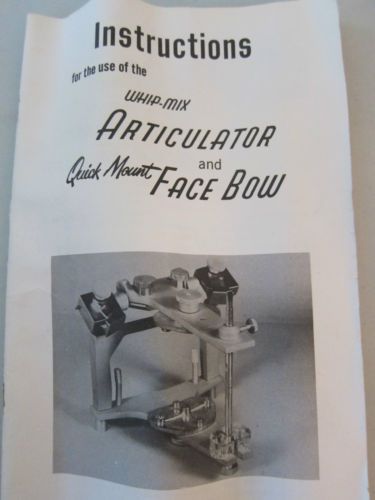 Instructions
for the use of the
WHIP-MIX
ARTICULATOR
and
Quick Mount FACE BOW